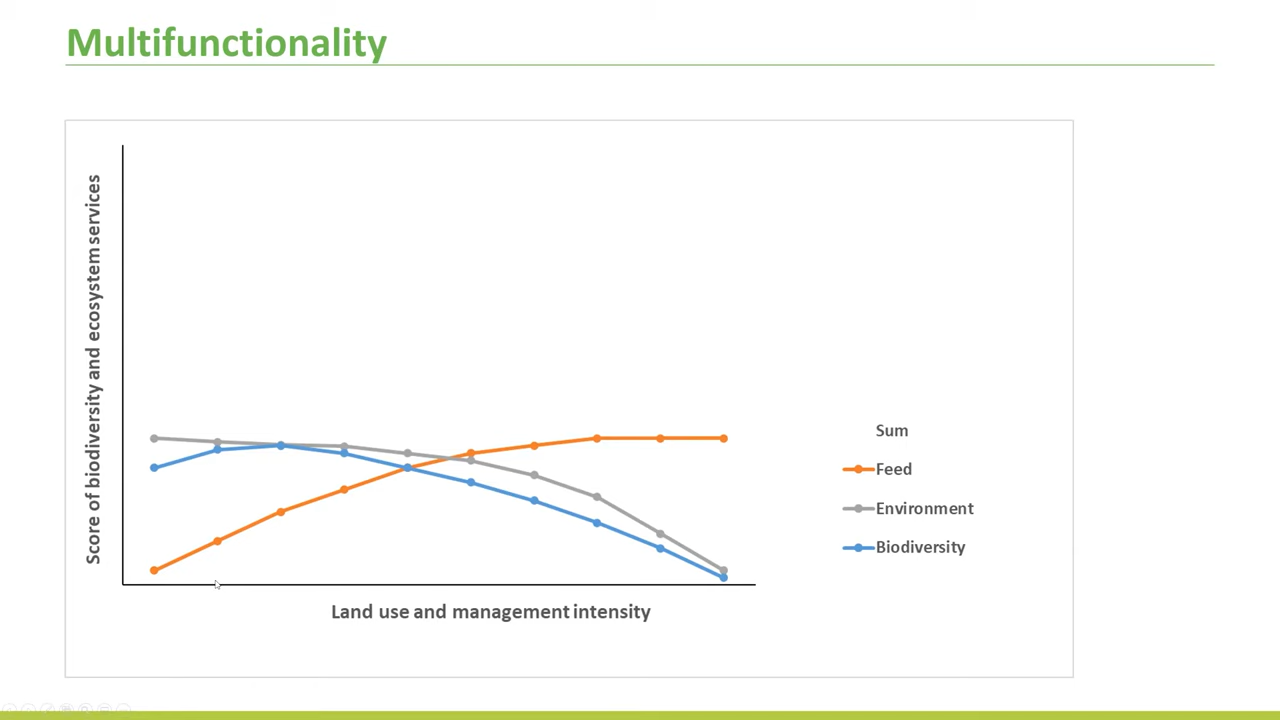 Multifunctionality
Score of biodiversity and ecosystem services
Sum
Feed
Environment
Biodiversity
Land use and management intensity